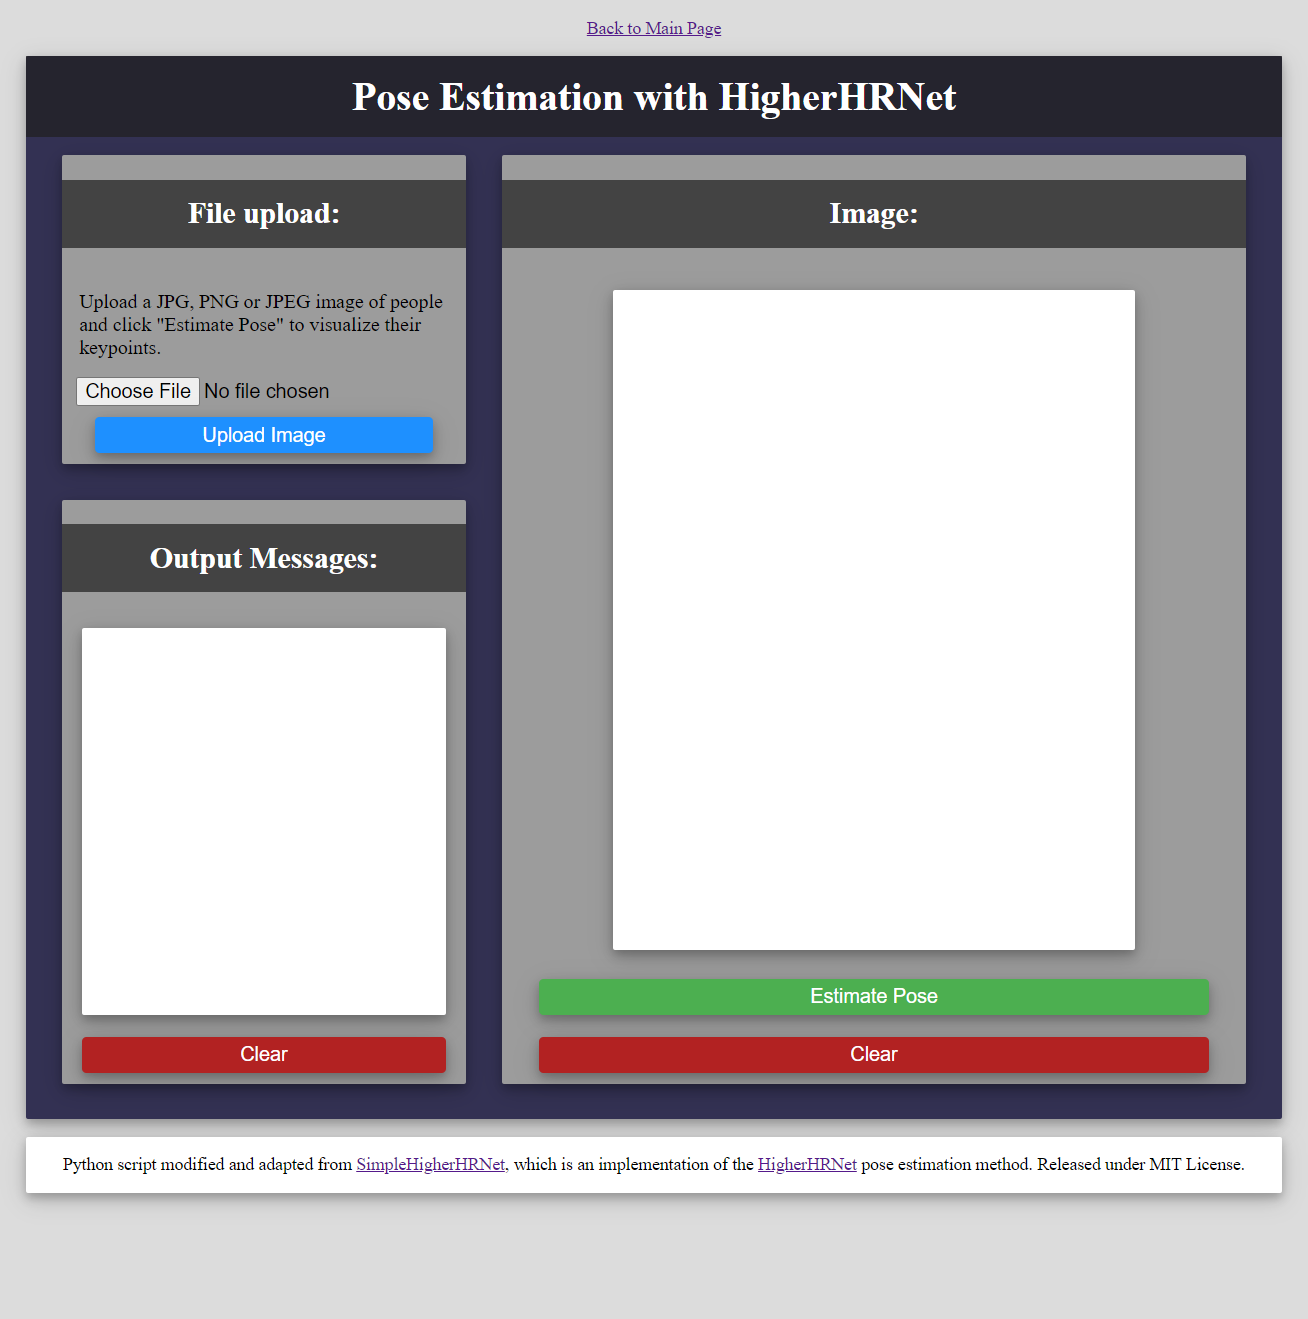 Back to Main Page
Pose Estimation with HigherHRNet
File upload:
Upload a JPG, PNG or JPEG image of people
and click "Estimate Pose" to visualize their
keypoints.
Choose File No file chosen
Upload Image
Output Messages:
Clear
Image:
Estimate Pose
Clear
Python script modified and adapted from SimpleHigherHRNet, which is an implementation of the HigherHRNet pose estimation method. Released under MIT License.